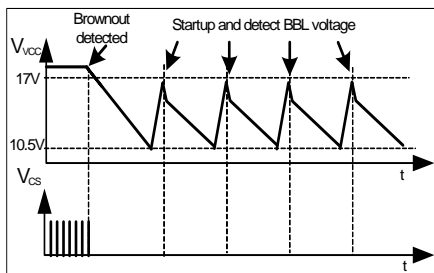 Brownout
detected
Startup and detect BBL voltage
VVCC
17V
10.5V
t
VCS
t